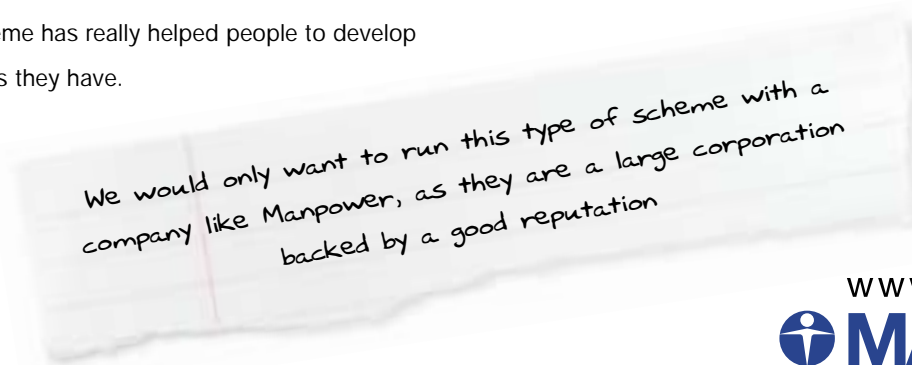 eme has really helped people to develop
s they have.
We would only want to run this type of scheme with a
company like Manpower, as they are a large corporation
backed by a good reputation
ww
MA